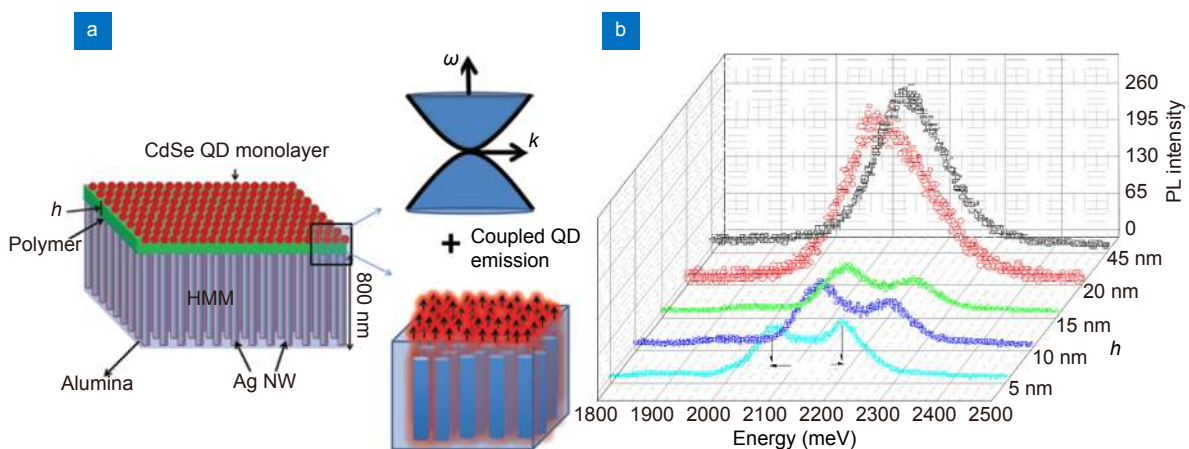 a
ω
k
CdSe QD monolayer
h
Polymer
HMM
800 nm
Alumina
Ag NW
+ Coupled QD
emission
b
260
195
130
65
0
PL intensity
45 nm
20 nm
15 nm
10 nm
5 nm
h
1800 1900 2000 2100 2200 2300 2400 2500
Energy (meV)